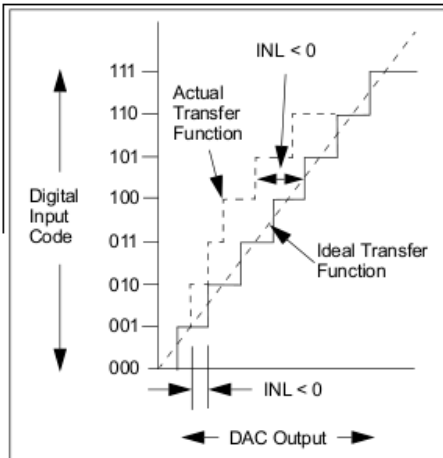 INL < 0
111
110
101
100
011
010
001
000
Actual
Transfer
Function
Digital
Input
Code
Ideal Transfer
Function
INL < 0
DAC Output